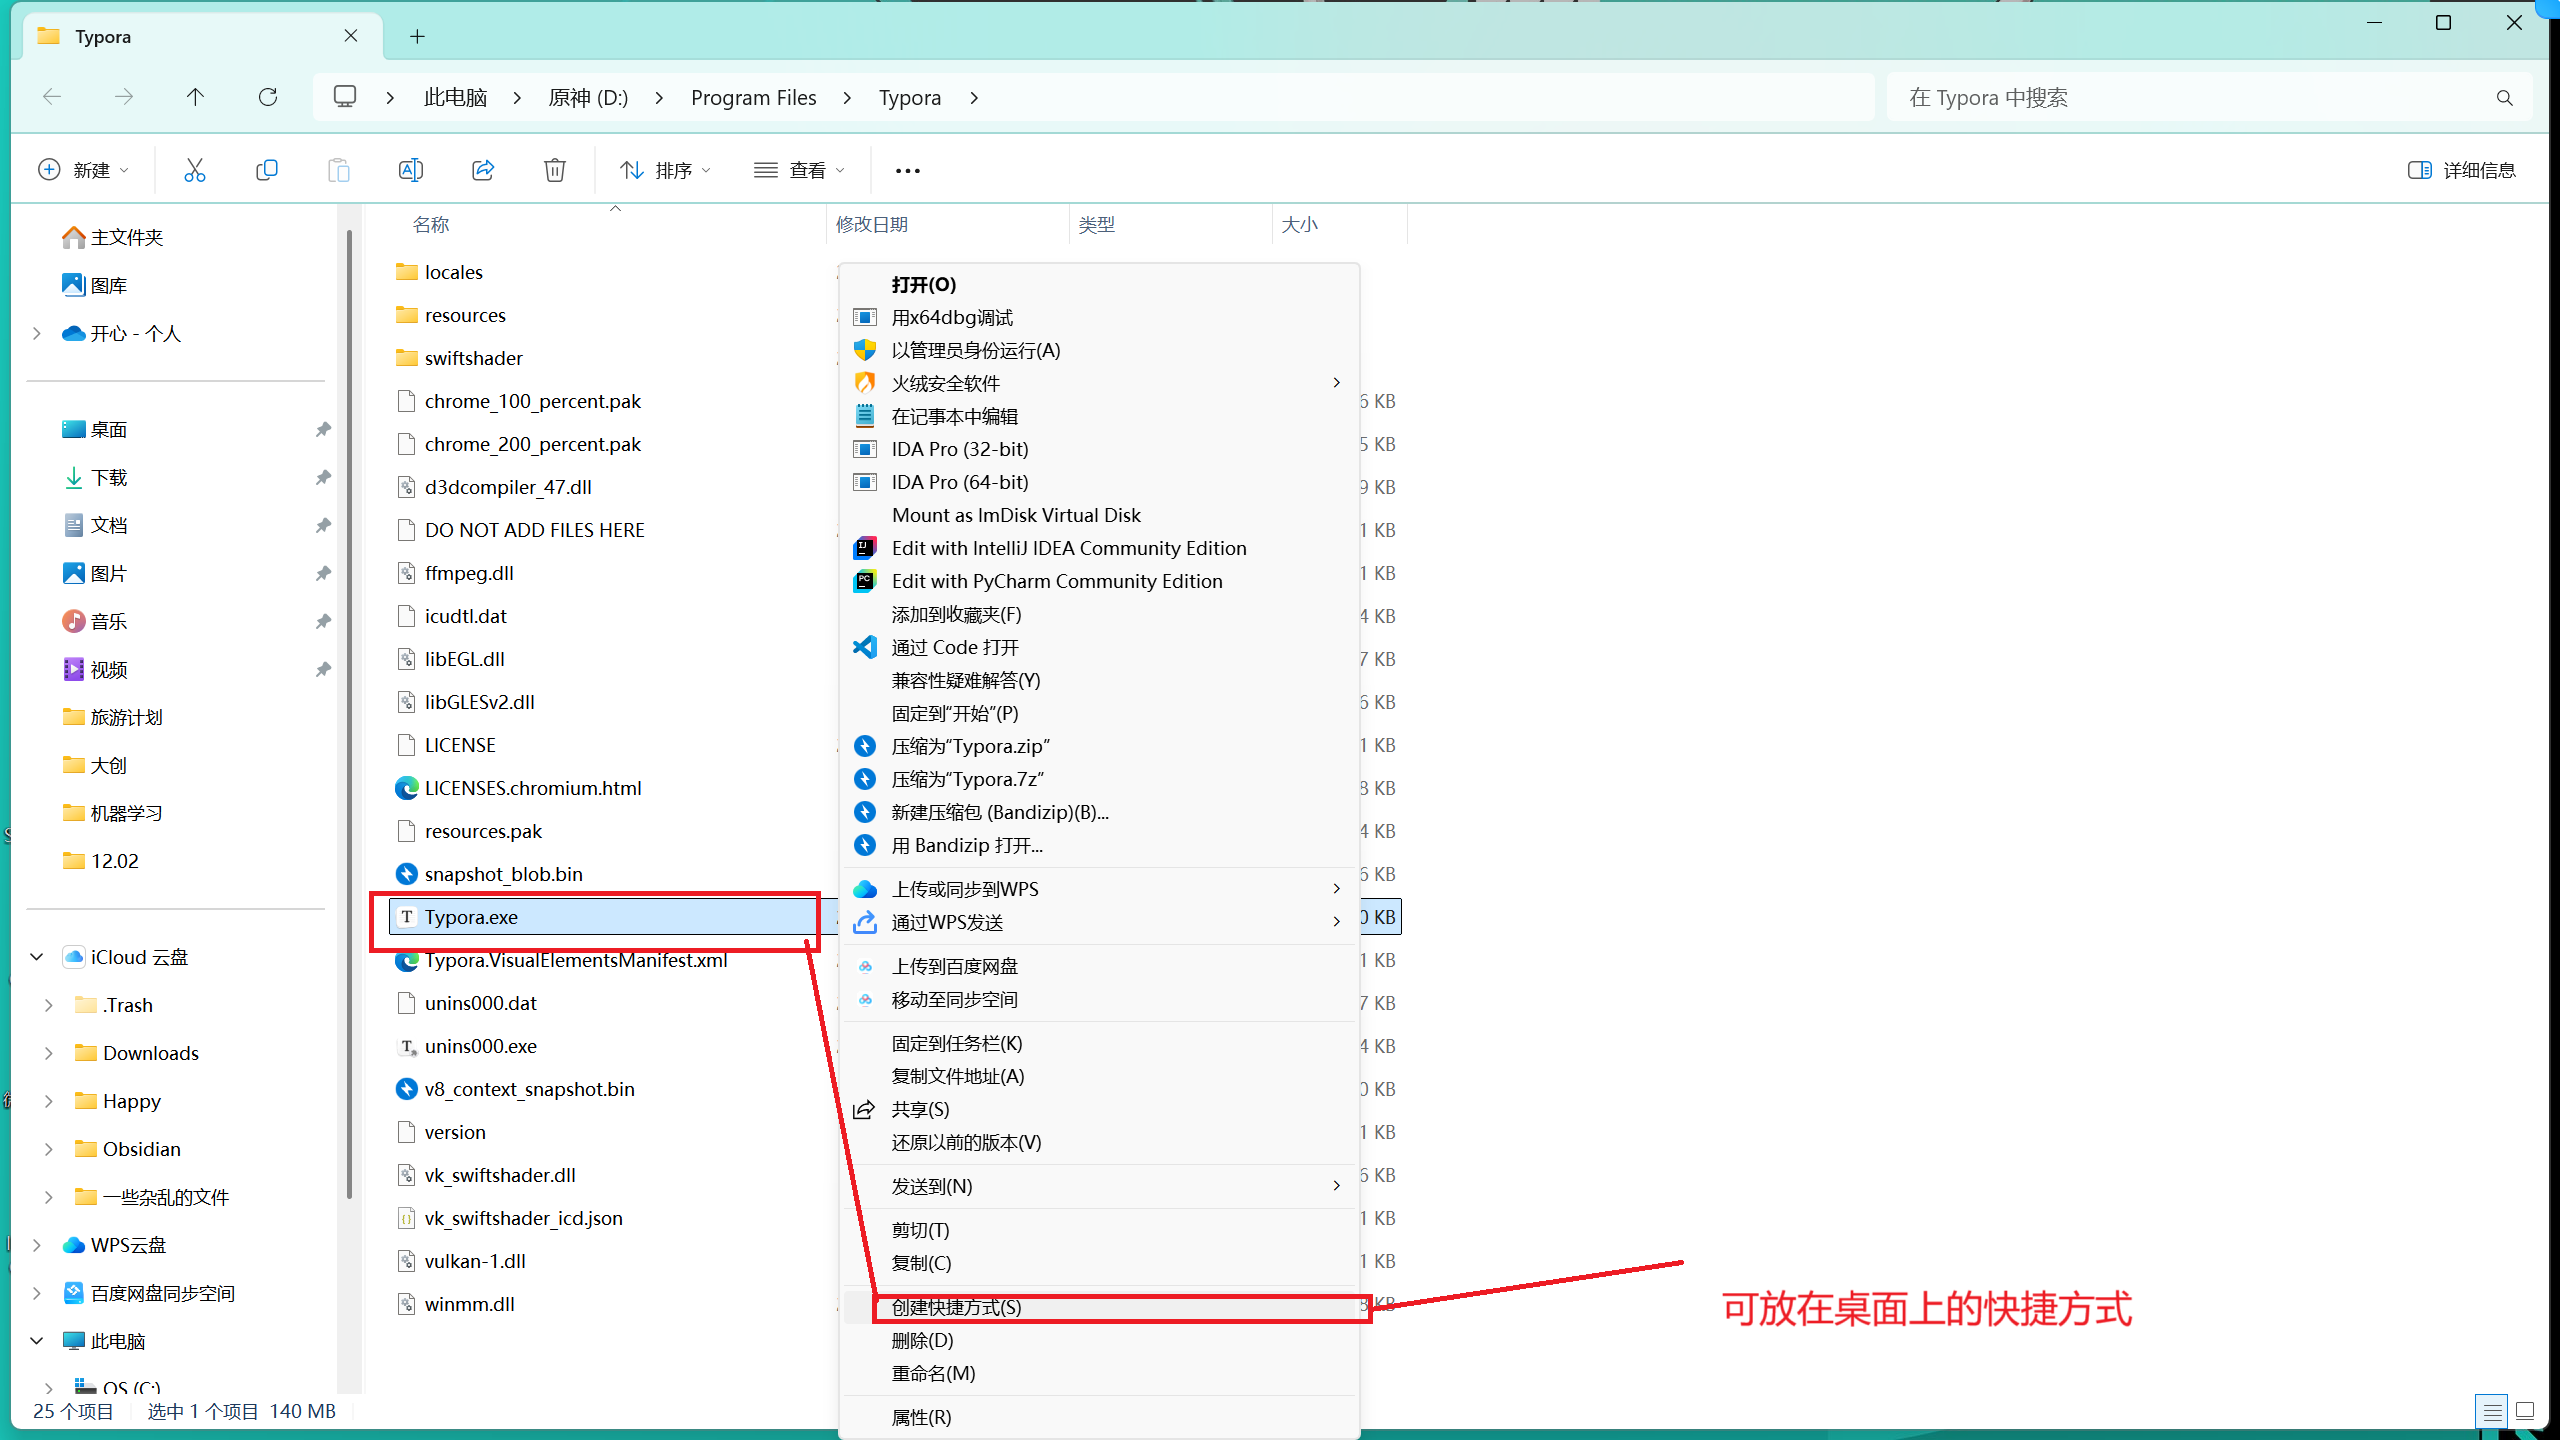 Typora
此电脑
原神 (D:)
Program Files
Typora
在 Typora 中搜索
新建
排序
查看
详细信息
主文件夹
图库
开心 - 个人
桌面
下载
文档
图片
音乐
视频
旅游计划
大创
机器学习
12.02
iCloud 云盘
.Trash
Downloads
Happy
Obsidian
一些杂乱的文件
WPS云盘
百度网盘同步空间
此电脑
OS (C:)
名称
修改日期
类型
大小
locales
resources
swiftshader
chrome_100_percent.pak
6 KB
chrome_200_percent.pak
5 KB
d3dcompiler_47.dll
9 KB
DO NOT ADD FILES HERE
1 KB
ffmpeg.dll
1 KB
icudtl.dat
4 KB
libEGL.dll
7 KB
libGLESv2.dll
6 KB
LICENSE
1 KB
LICENSES.chromium.html
8 KB
resources.pak
4 KB
snapshot_blob.bin
6 KB
Typora.exe
0 KB
Typora.VisualElementsManifest.xml
1 KB
unins000.dat
7 KB
unins000.exe
4 KB
v8_context_snapshot.bin
0 KB
version
1 KB
vk_swiftshader.dll
6 KB
vk_swiftshader_icd.json
1 KB
vulkan-1.dll
1 KB
winmm.dll
8 KB
打开(O)
用x64dbg调试
以管理员身份运行(A)
火绒安全软件
在记事本中编辑
IDA Pro (32-bit)
IDA Pro (64-bit)
Mount as ImDisk Virtual Disk
Edit with IntelliJ IDEA Community Edition
Edit with PyCharm Community Edition
添加到收藏夹(F)
通过 Code 打开
兼容性疑难解答(Y)
固定到“开始”(P)
压缩为“Typora.zip”
压缩为“Typora.7z”
新建压缩包 (Bandizip)(B)...
用 Bandizip 打开...
上传或同步到WPS
通过WPS发送
上传到百度网盘
移动至同步空间
固定到任务栏(K)
复制文件地址(A)
共享(S)
还原以前的版本(V)
发送到(N)
剪切(T)
复制(C)
创建快捷方式(S)
删除(D)
重命名(M)
属性(R)
可放在桌面上的快捷方式
25 个项目
选中 1 个项目 140 MB